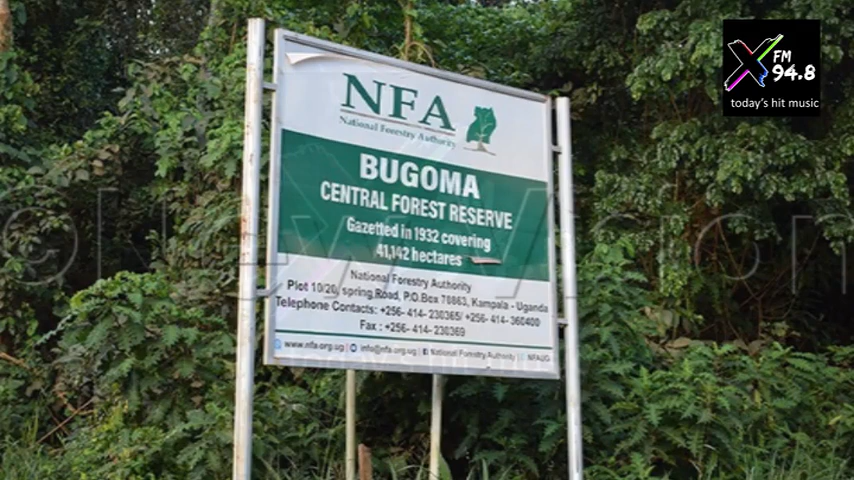 FM
94.8
today's hit music
NFA
National Forestry Authority
BUGOMA
CENTRAL FOREST RESERVE
Gazetted in 1932 covering
41,142 hectares
National Forestry Authority
Plot 10/20, spring Road, P.O.Box 70863, Kampala - Uganda
Telephone Contacts: +256- 414- 230365/ +256- 414- 360400
Fax : +256- 414- 230369
www.nfa.org.ug | info@nfa.org.ug | National Forestry Authority | NFAUG
©New Vision